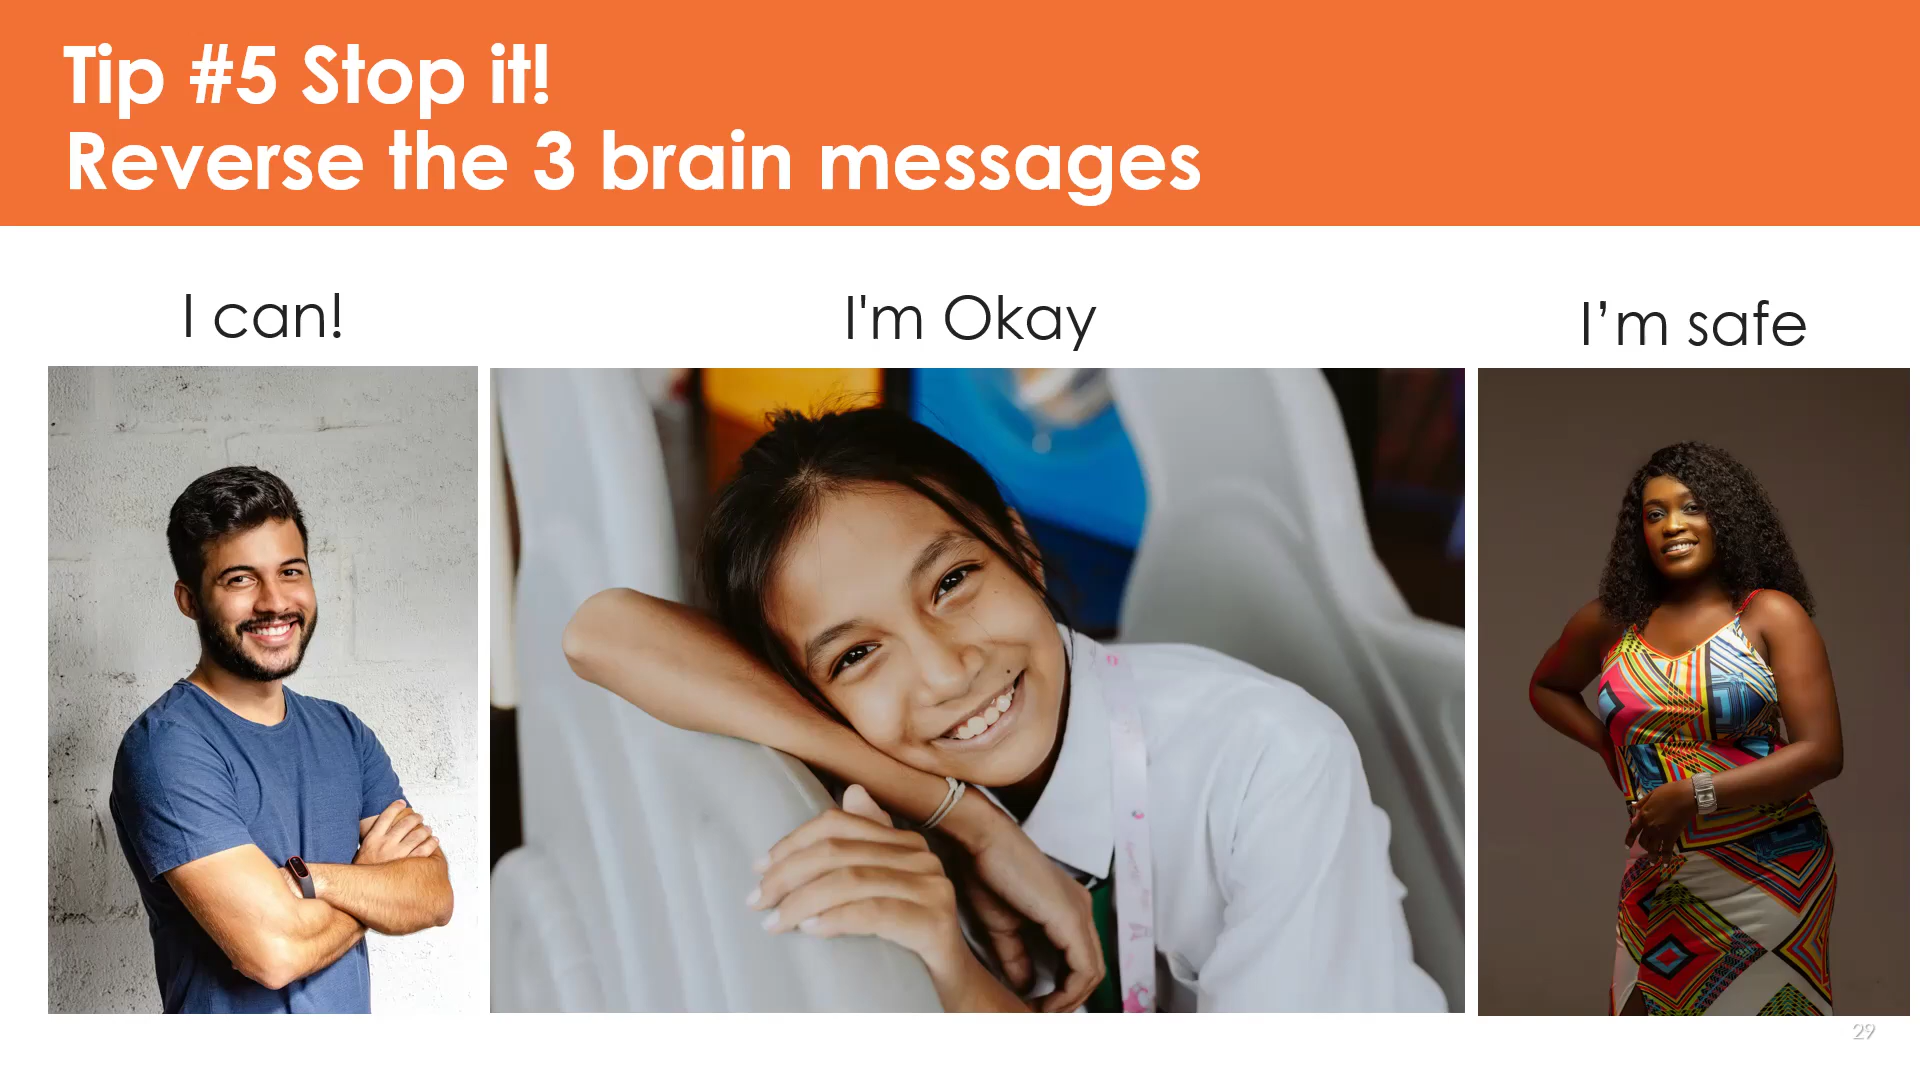 Tip #5 Stop it!
Reverse the 3 brain messages
I can!
I'm Okay
I’m safe
29